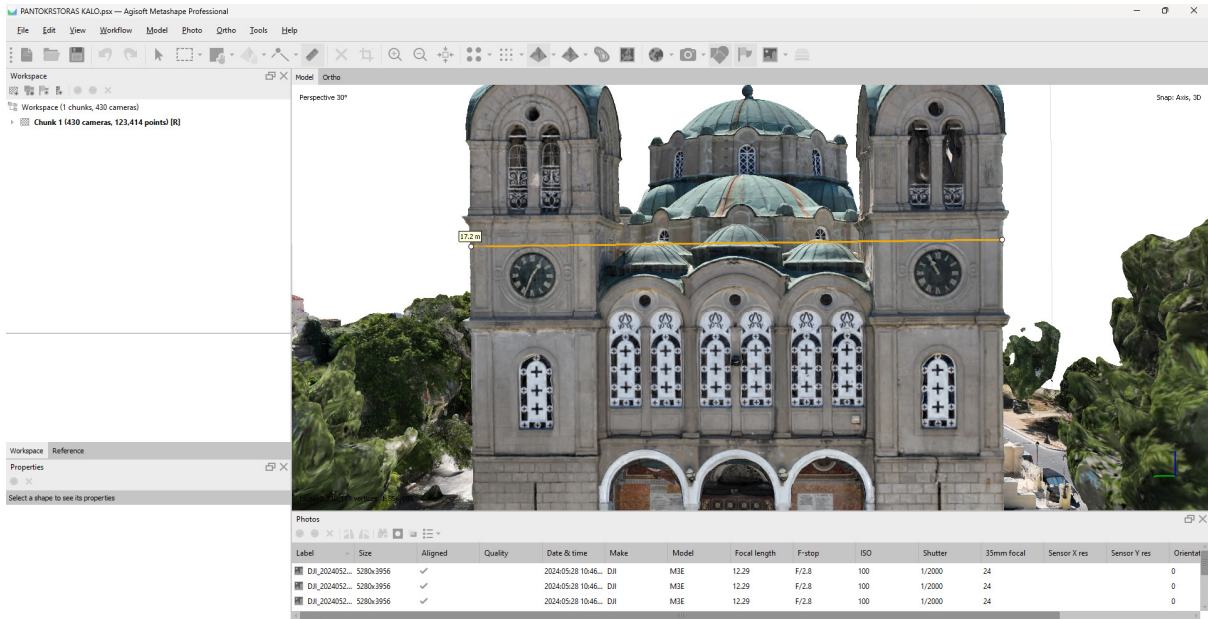 PANTOKRSTORAS KALO.psx — Agisoft Metashape Professional
File Edit View Workflow Model Photo Ortho Tools Help
Workspace
Workspace (1 chunks, 430 cameras)
Chunk 1 (430 cameras, 123,414 points) [R]
Workspace Reference
Properties
Select a shape to see its properties
Model Ortho
Perspective 30°
Snap: Axis, 3D
17.2 m
Photos
Label Size Aligned Quality Date & time Make Model Focal length F-stop ISO Shutter 35mm focal Sensor X res Sensor Y res Orientat
DJI_2024052... 5280x3956 2024:05:28 10:46... DJI M3E 12.29 F/2.8 100 1/2000 24 0
DJI_2024052... 5280x3956 2024:05:28 10:46... DJI M3E 12.29 F/2.8 100 1/2000 24 0
DJI_2024052... 5280x3956 2024:05:28 10:46... DJI M3E 12.29 F/2.8 100 1/2000 24 0